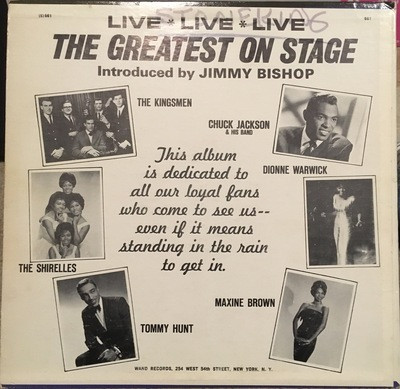 LIVE * LIVE * LIVE
THE GREATEST ON STAGE
Introduced by JIMMY BISHOP
THE KINGSMEN
CHUCK JACKSON
& HIS BAND
DIONNE WARWICK
This album
is dedicated to
all our loyal fans
who come to see us--
even if it means
standing in the rain
to get in.
THE SHIRELLES
MAXINE BROWN
TOMMY HUNT
WAND RECORDS, 254 WEST 54th STREET, NEW YORK, N. Y.